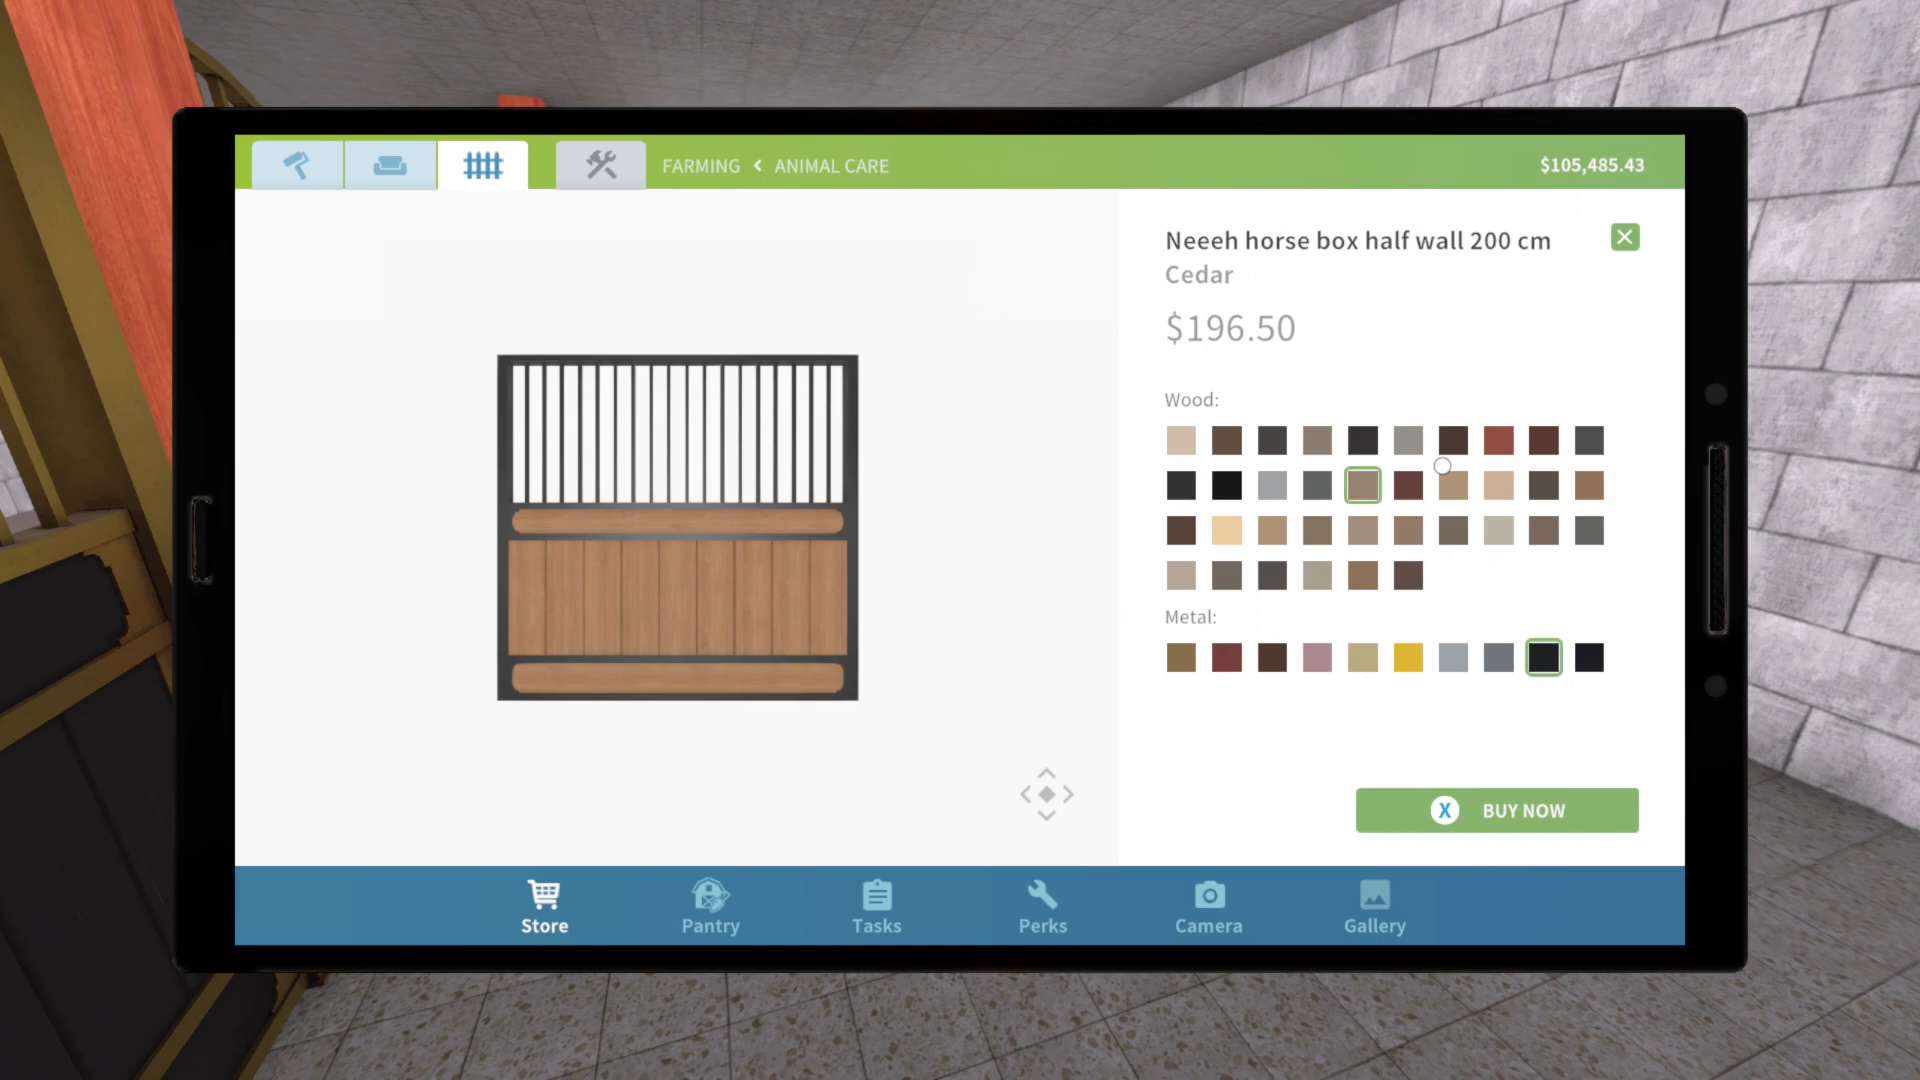 FARMING < ANIMAL CARE
$105,485.43
Neeeh horse box half wall 200 cm
Cedar
$196.50
Wood:
Metal:
X BUY NOW
Store
Pantry
Tasks
Perks
Camera
Gallery